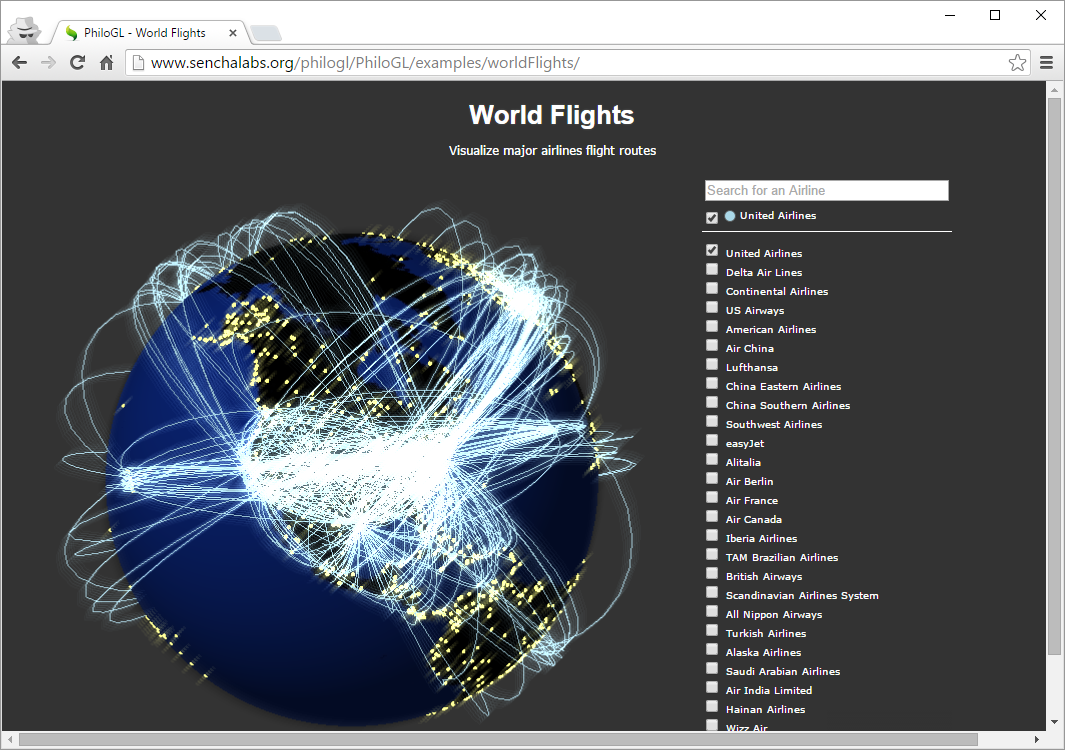 PhiloGL - World Flights
www.senchalabs.org/philogl/PhiloGL/examples/worldFlights/
World Flights
Visualize major airlines flight routes
Search for an Airline
United Airlines
United Airlines
Delta Air Lines
Continental Airlines
US Airways
American Airlines
Air China
Lufthansa
China Eastern Airlines
China Southern Airlines
Southwest Airlines
easyJet
Alitalia
Air Berlin
Air France
Air Canada
Iberia Airlines
TAM Brazilian Airlines
British Airways
Scandinavian Airlines System
All Nippon Airways
Turkish Airlines
Alaska Airlines
Saudi Arabian Airlines
Air India Limited
Hainan Airlines
Wizz Air